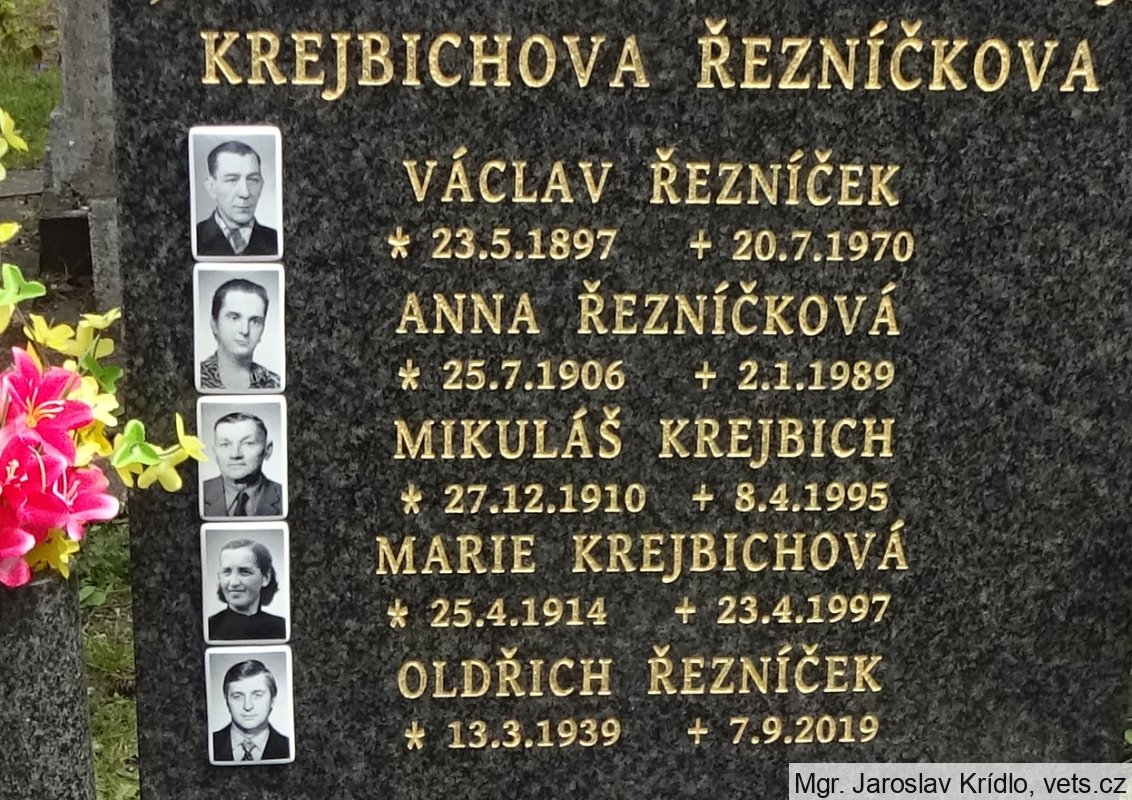 KREJBICHOVA ŘEZNÍČKOVA
VÁCLAV ŘEZNÍČEK
* 23.5.1897 + 20.7.1970
ANNA ŘEZNÍČKOVÁ
* 25.7.1906 + 2.1.1989
MIKULÁŠ KREJBICH
* 27.12.1910 + 8.4.1995
MARIE KREJBICHOVÁ
* 25.4.1914 + 23.4.1997
OLDŘICH ŘEZNÍČEK
* 13.3.1939 + 7.9.2019
Mgr. Jaroslav Krídlo, vets.cz